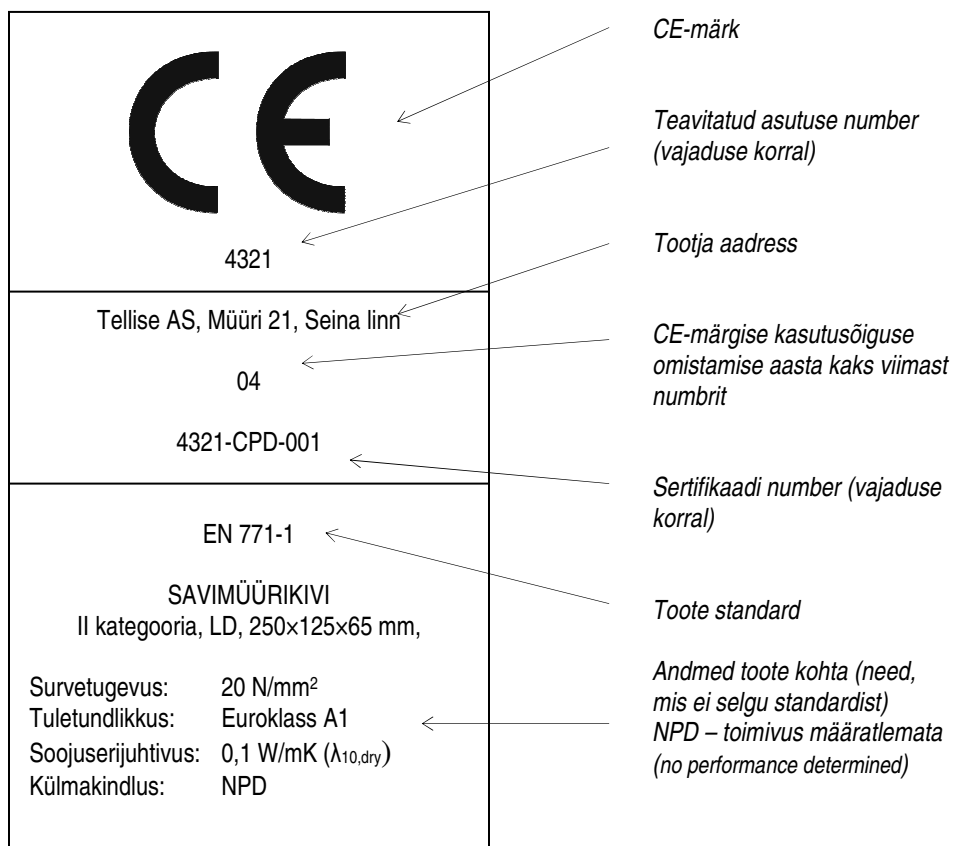 CE
4321
Tellise AS, Müüri 21, Seina linn
04
4321-CPD-001
EN 771-1
SAVIMÜÜRIKIVI
II kategooria, LD, 250×125×65 mm,
Survetugevus: 20 N/mm²
Tuletundlikkus: Euroklass A1
Soojuserijuhtivus: 0,1 W/mK (λ10,dry)
Külmakindlus: NPD
CE-märk
Teavitatud asutuse number
(vajaduse korral)
Tootja aadress
CE-märgise kasutusõiguse
omistamise aasta kaks viimast
numbrit
Sertifikaadi number (vajaduse
korral)
Toote standard
Andmed toote kohta (need,
mis ei selgu standardist)
NPD – toimivus määratlemata
(no performance determined)